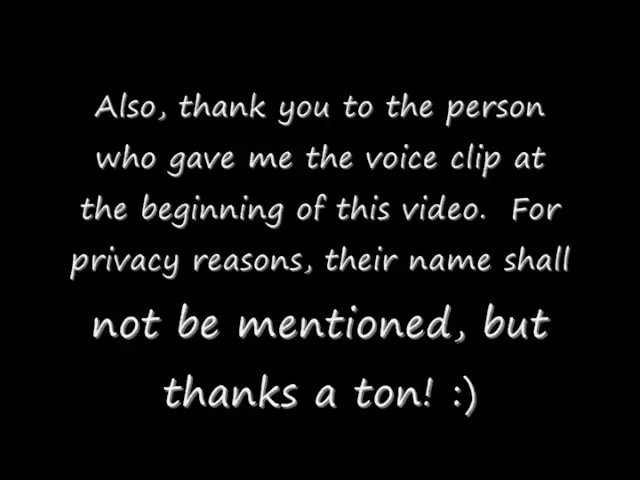 Also, thank you to the person
who gave me the voice clip at
the beginning of this video.  For
privacy reasons, their name shall
not be mentioned, but
thanks a ton! :)